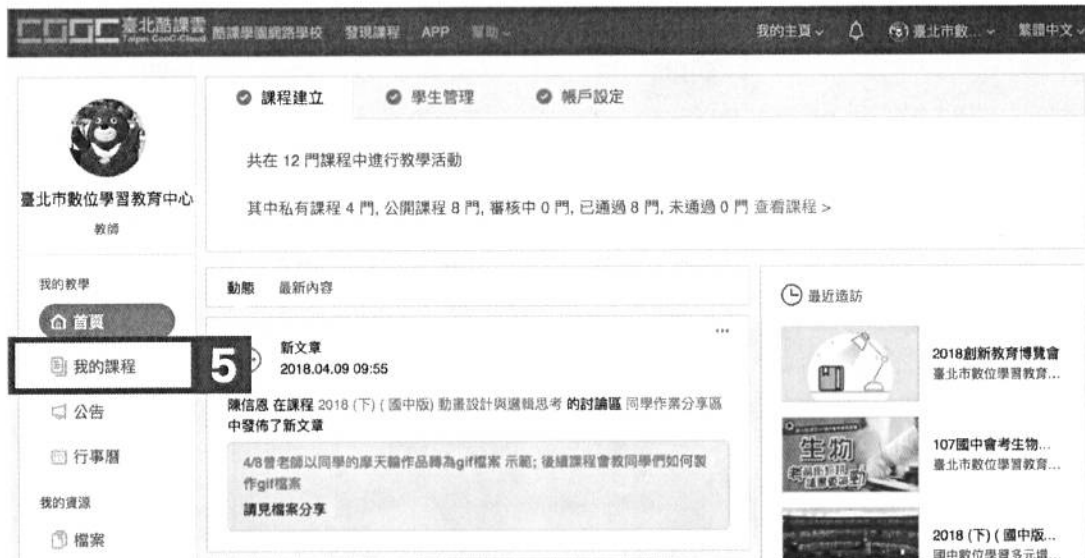 COOC 臺北酷課雲 Taipei CooC-Cloud 酷課學園網路學校 發現課程 APP 幫助 我的主頁 臺北市數... 繁體中文
臺北市數位學習教育中心
教師
我的教學
首頁
我的課程
5
公告
行事曆
我的資源
檔案
課程建立 學生管理 帳戶設定
共在 12 門課程中進行教學活動
其中私有課程 4 門, 公開課程 8 門, 審核中 0 門, 已通過 8 門, 未通過 0 門 查看課程 >
動態 最新內容
...
新文章
2018.04.09 09:55
陳信恩 在課程 2018 (下) ( 國中版) 動畫設計與邏輯思考 的討論區 同學作業分享區
中發佈了新文章
4/8曾老師以同學的摩天輪作品轉為gif檔案 示範; 後續課程會教同學們如何製
作gif檔案
請見檔案分享
最近造訪
2018創新教育博覽會
臺北市數位學習教育...
生物
107國中會考生物...
臺北市數位學習教育...
2018 (下) ( 國中版...
國中數位學習多元增...